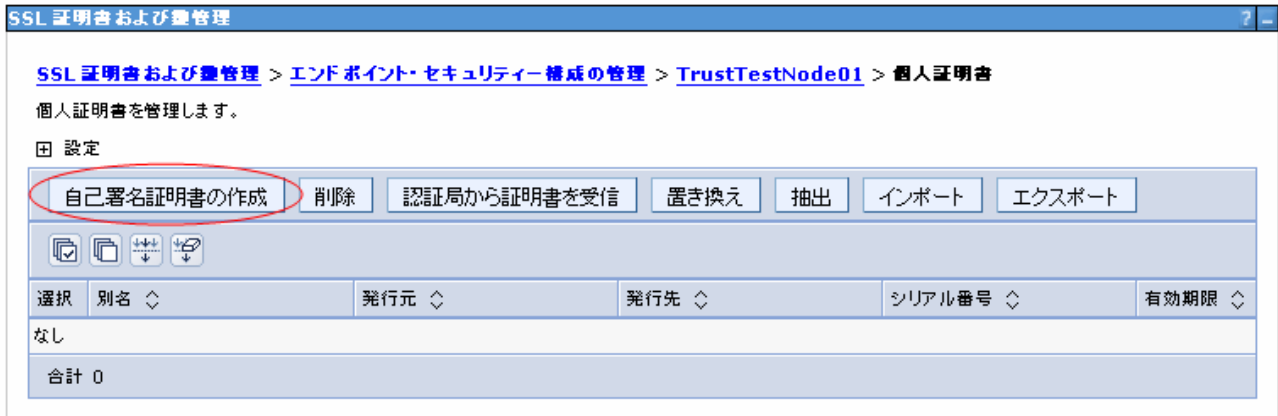 SSL 証明書および鍵管理 ? -
SSL 証明書および鍵管理 > エンドポイント・セキュリティー構成の管理 > TrustTestNode01 > 個人証明書
個人証明書を管理します。
設定
自己署名証明書の作成 削除 認証局から証明書を受信 置き換え 抽出 インポート エクスポート
選択 別名 発行元 発行先 シリアル番号 有効期限
なし
合計 0